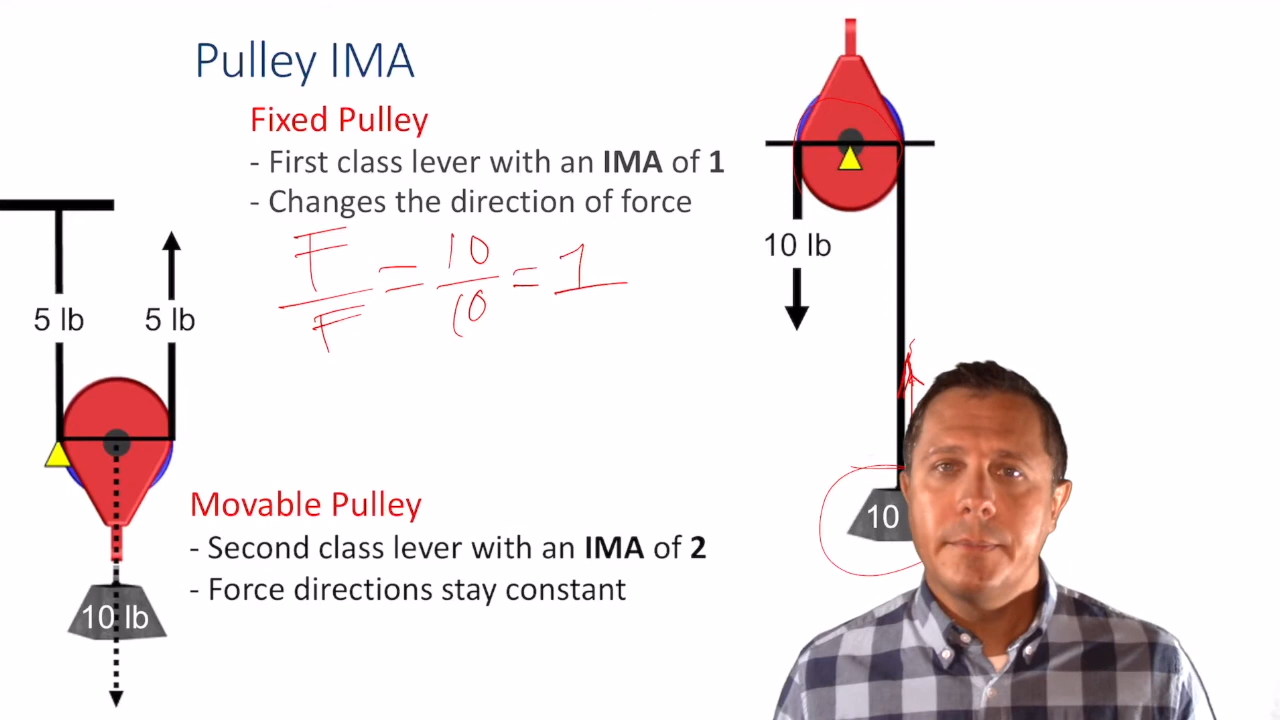 Pulley IMA
Fixed Pulley
- First class lever with an IMA of 1
- Changes the direction of force
F/F = 10/10 = 1
10 lb
5 lb
5 lb
Movable Pulley
- Second class lever with an IMA of 2
- Force directions stay constant
10 lb
10